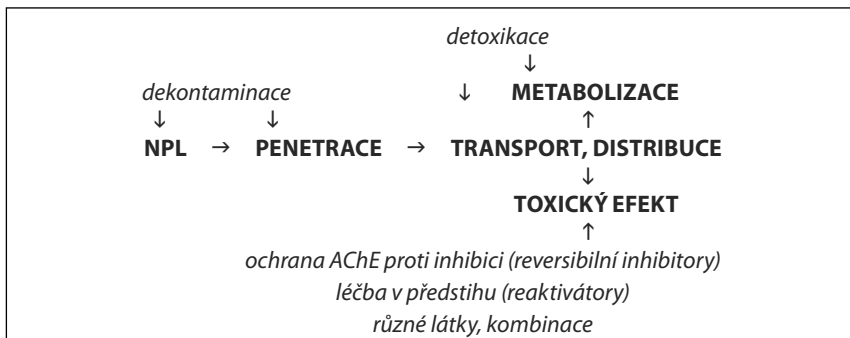 detoxikace
↓
dekontaminace ↓ METABOLIZACE
↓ ↓ ↑
NPL → PENETRACE → TRANSPORT, DISTRIBUCE
↓
TOXICKÝ EFEKT
↑
ochrana AChE proti inhibici (reversibilní inhibitory)
léčba v předstihu (reaktivátory)
různé látky, kombinace